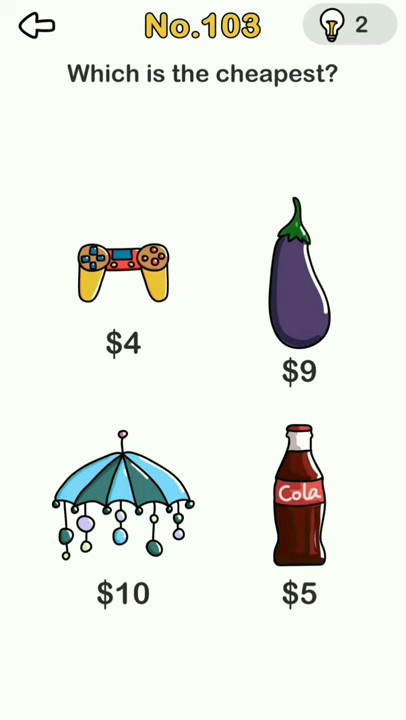 No.103
2
Which is the cheapest?
$4
$9
Cola
$10
$5